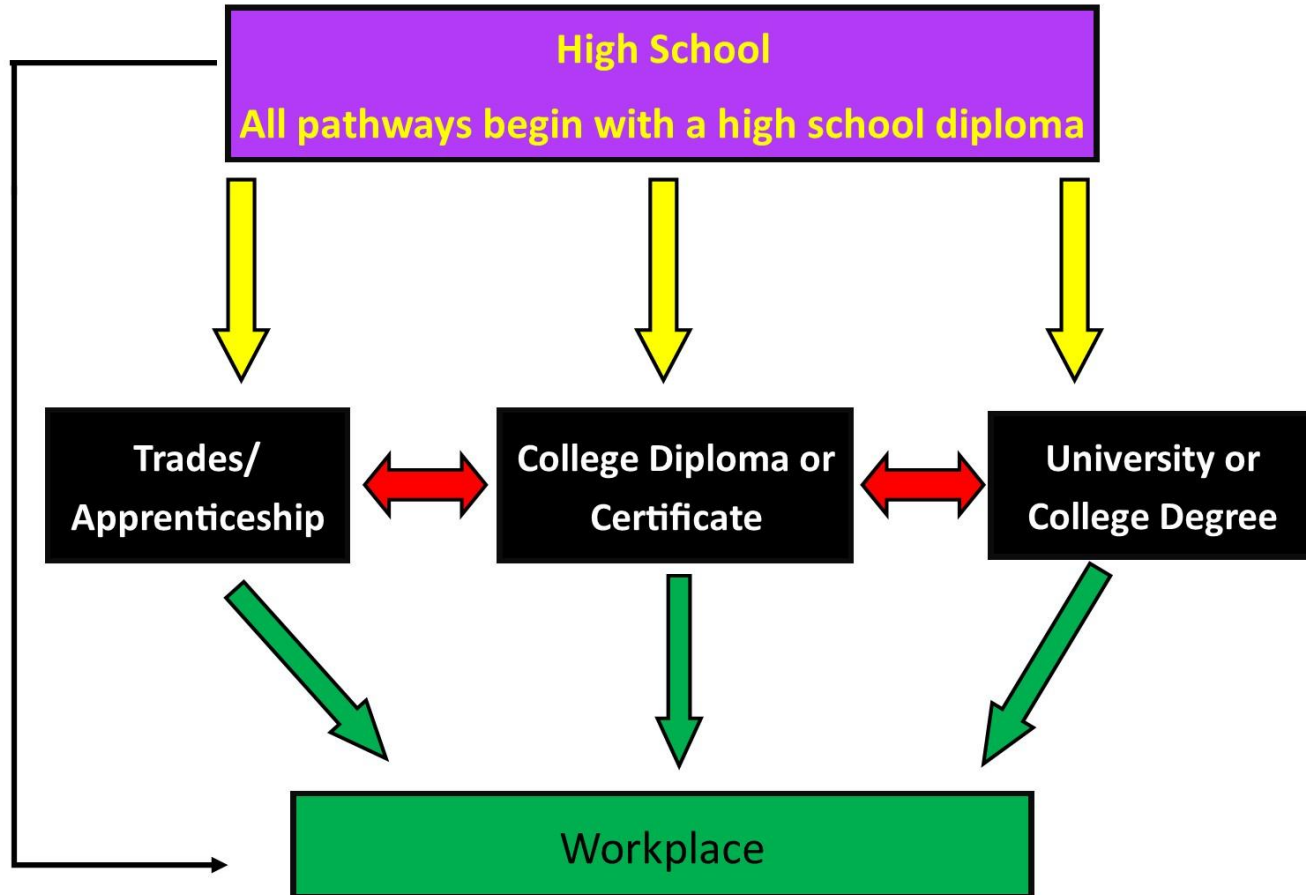 High School
All pathways begin with a high school diploma
Trades/
Apprenticeship
College Diploma or
Certificate
University or
College Degree
Workplace